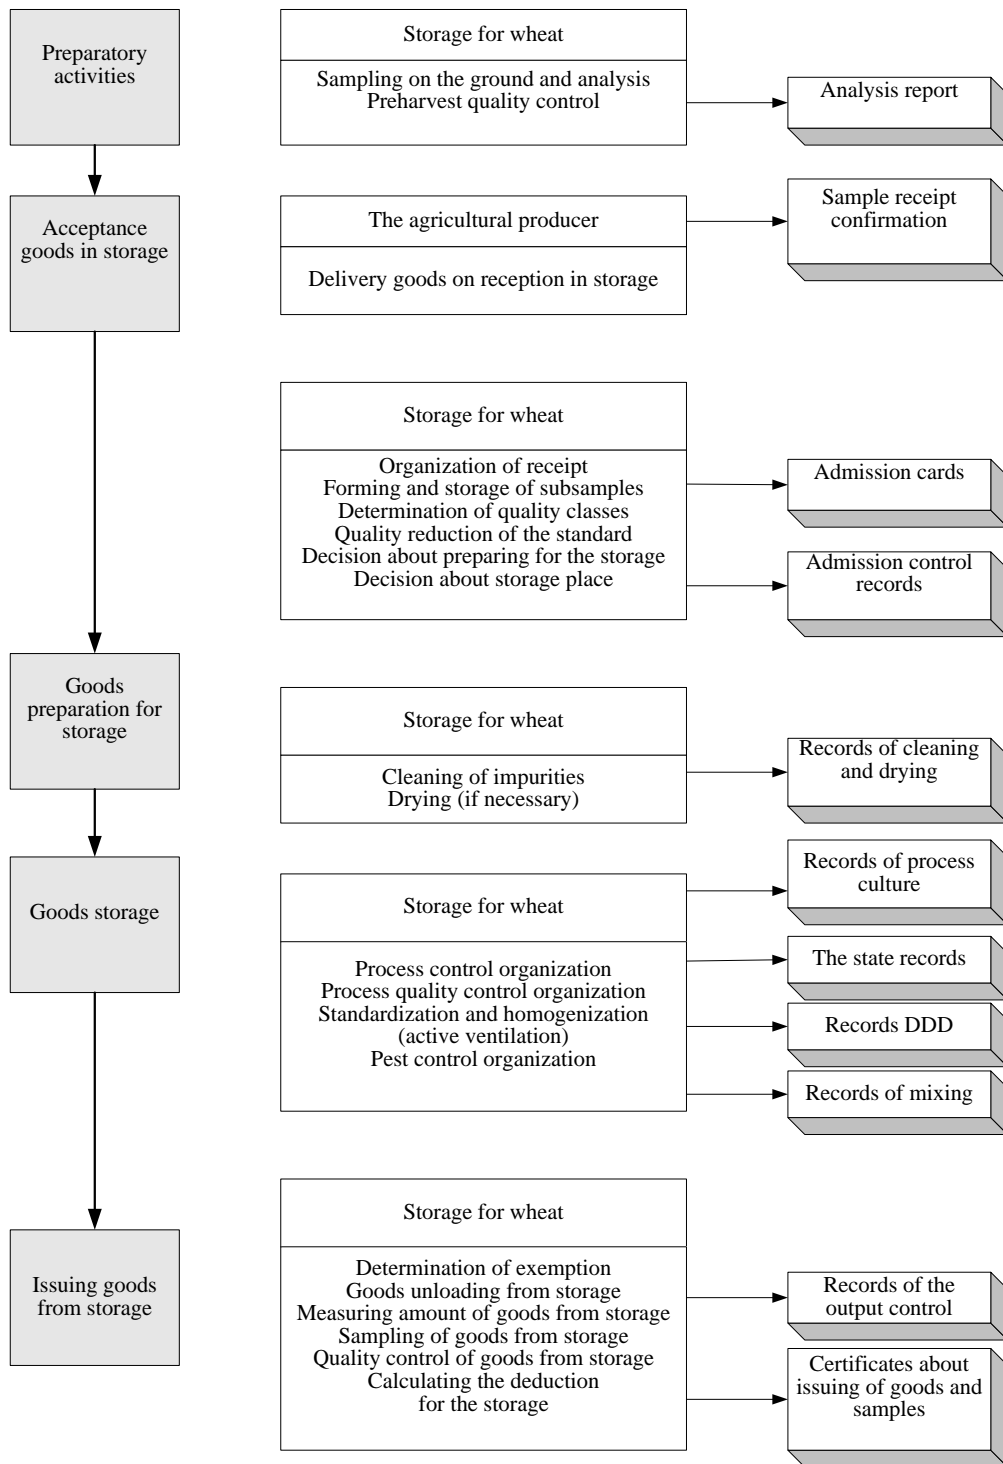 Preparatory
activities
Storage for wheat
Sampling on the ground and analysis
Preharvest quality control
Analysis report
Acceptance
goods in storage
The agricultural producer
Delivery goods on reception in storage
Sample receipt
confirmation
Storage for wheat
Organization of receipt
Forming and storage of subsamples
Determination of quality classes
Quality reduction of the standard
Decision about preparing for the storage
Decision about storage place
Admission cards
Admission control
records
Goods
preparation for
storage
Storage for wheat
Cleaning of impurities
Drying (if necessary)
Records of cleaning
and drying
Goods storage
Storage for wheat
Process control organization
Process quality control organization
Standardization and homogenization
(active ventilation)
Pest control organization
Records of process
culture
The state records
Records DDD
Records of mixing
Issuing goods
from storage
Storage for wheat
Determination of exemption
Goods unloading from storage
Measuring amount of goods from storage
Sampling of goods from storage
Quality control of goods from storage
Calculating the deduction
for the storage
Records of the
output control
Certificates about
issuing of goods and
samples